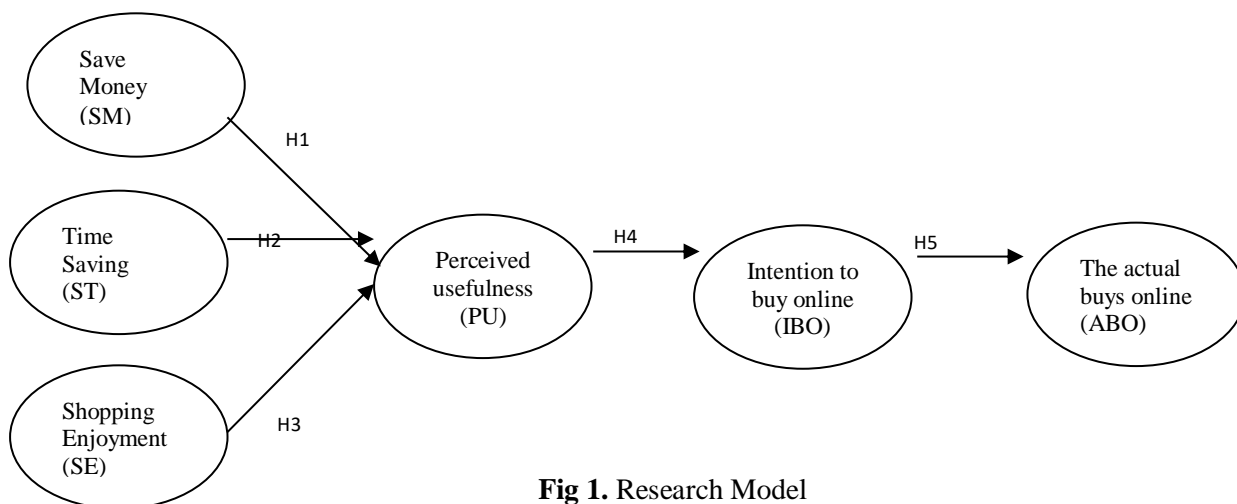 Save
Money
(SM)
H1
Time
Saving
(ST)
H2
Shopping
Enjoyment
(SE)
H3
Perceived
usefulness
(PU)
H4
Intention to
buy online
(IBO)
H5
The actual
buys online
(ABO)
Fig 1. Research Model